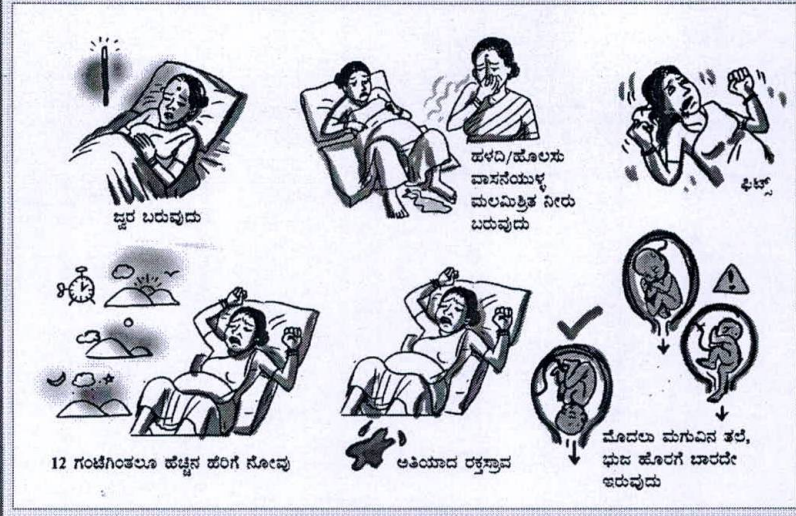 ಜ್ವರ ಬರುವುದು
ಹಳದಿ/ಹೊಲಸು
ವಾಸನೆಯುಳ್ಳ
ಮಲಮಿಶ್ರಿತ ನೀರು
ಬರುವುದು
ಫಿಟ್ಸ್
12 ಗಂಟೆಗಿಂತಲೂ ಹೆಚ್ಚಿನ ಹೆರಿಗೆ ನೋವು
ಅತಿಯಾದ ರಕ್ತಸ್ರಾವ
ಮೊದಲು ಮಗುವಿನ ತಲೆ,
ಭುಜ ಹೊರಗೆ ಬಾರದೇ
ಇರುವುದು